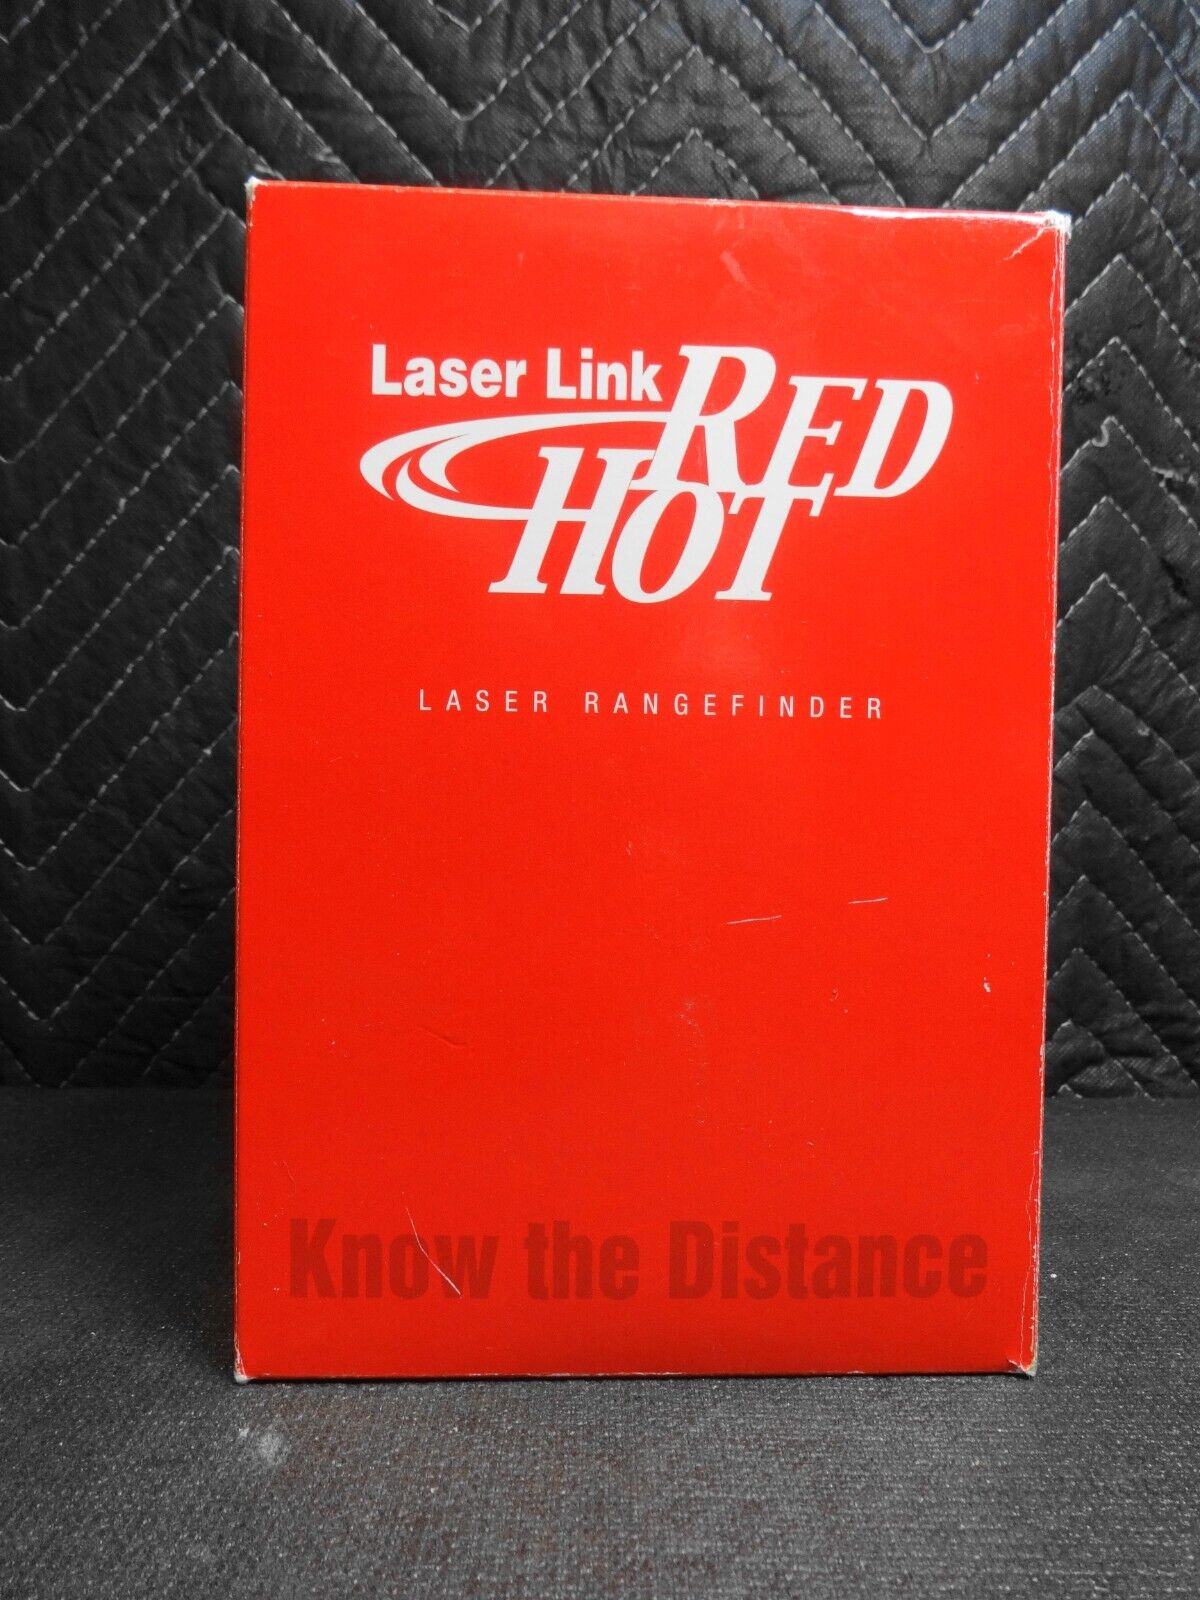 Laser Link RED
HOT
LASER RANGEFINDER
Know the Distance